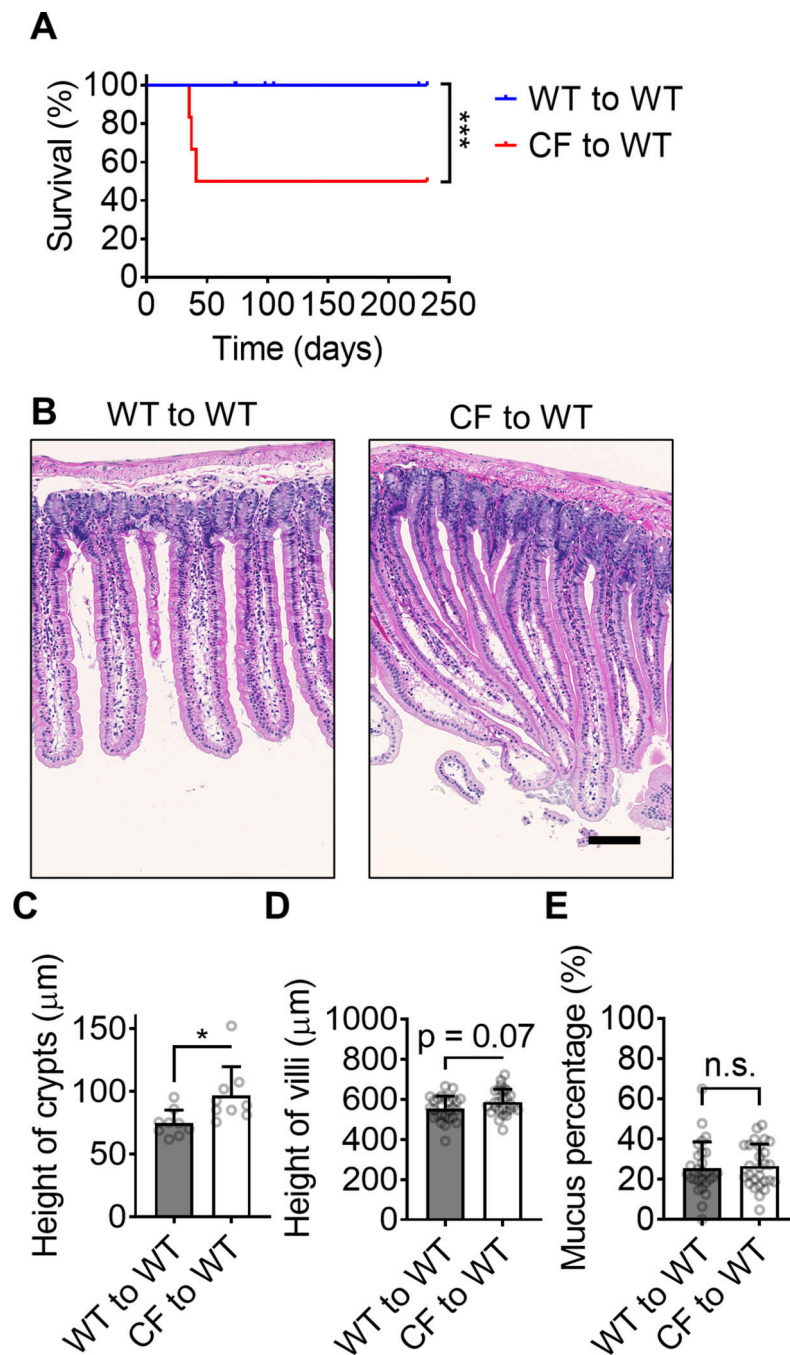 A
Survival (%)
100
80
60
40
20
0
0 50 100 150 200 250
Time (days)
WT to WT
CF to WT
***
B
WT to WT CF to WT
C
Height of crypts (μm)
150
100
50
0
*
WT to WT
CF to WT
D
Height of villi (μm)
1000
800
600
400
200
0
p = 0.07
WT to WT
CF to WT
E
Mucus percentage (%)
100
80
60
40
20
0
n.s.
WT to WT
CF to WT